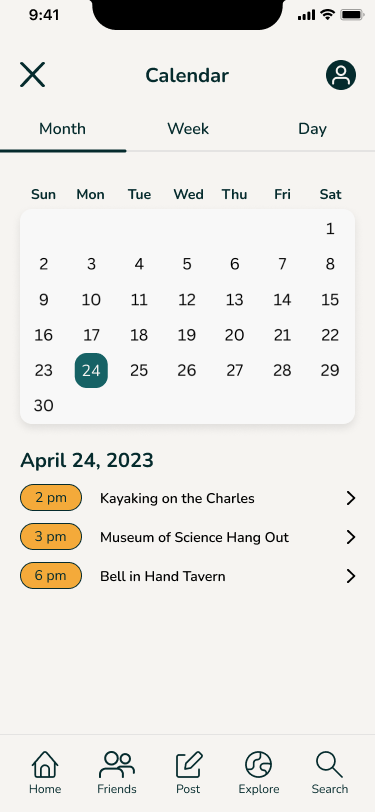 9:41
Calendar
Month Week Day
Sun Mon Tue Wed Thu Fri Sat
1
2 3 4 5 6 7 8
9 10 11 12 13 14 15
16 17 18 19 20 21 22
23 24 25 26 27 28 29
30
April 24, 2023
2 pm Kayaking on the Charles
3 pm Museum of Science Hang Out
6 pm Bell in Hand Tavern
Home Friends Post Explore Search